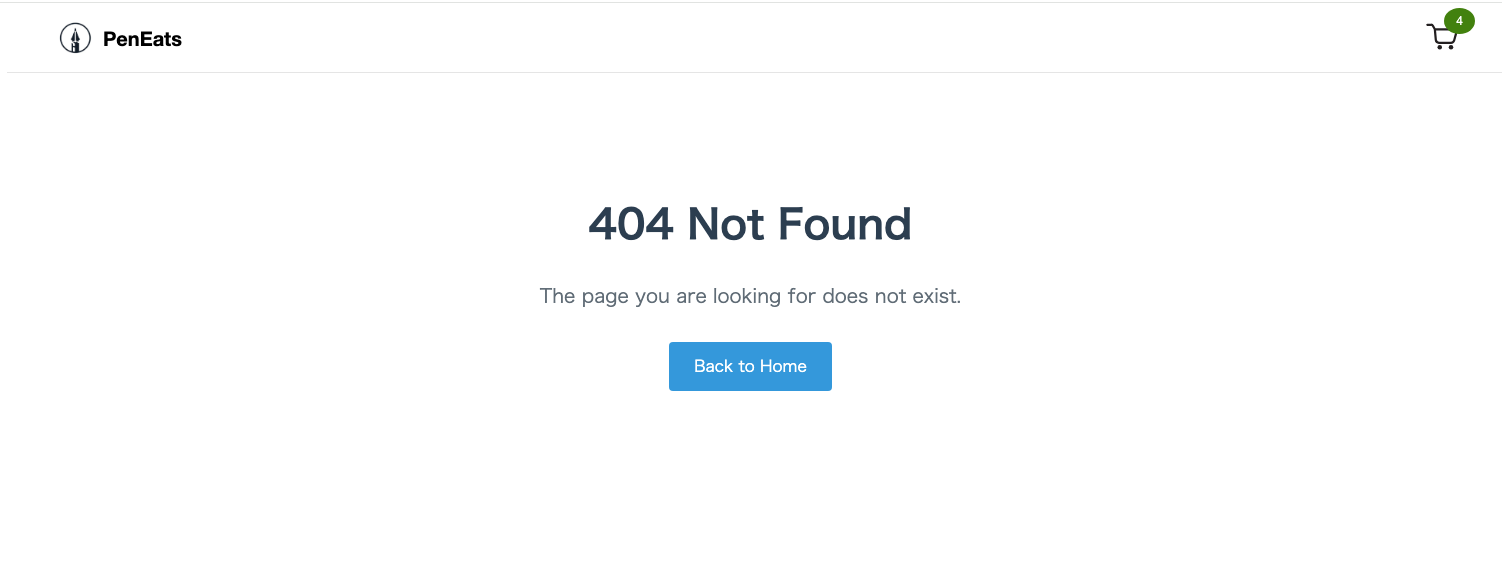 PenEats
4
404 Not Found
The page you are looking for does not exist.
Back to Home